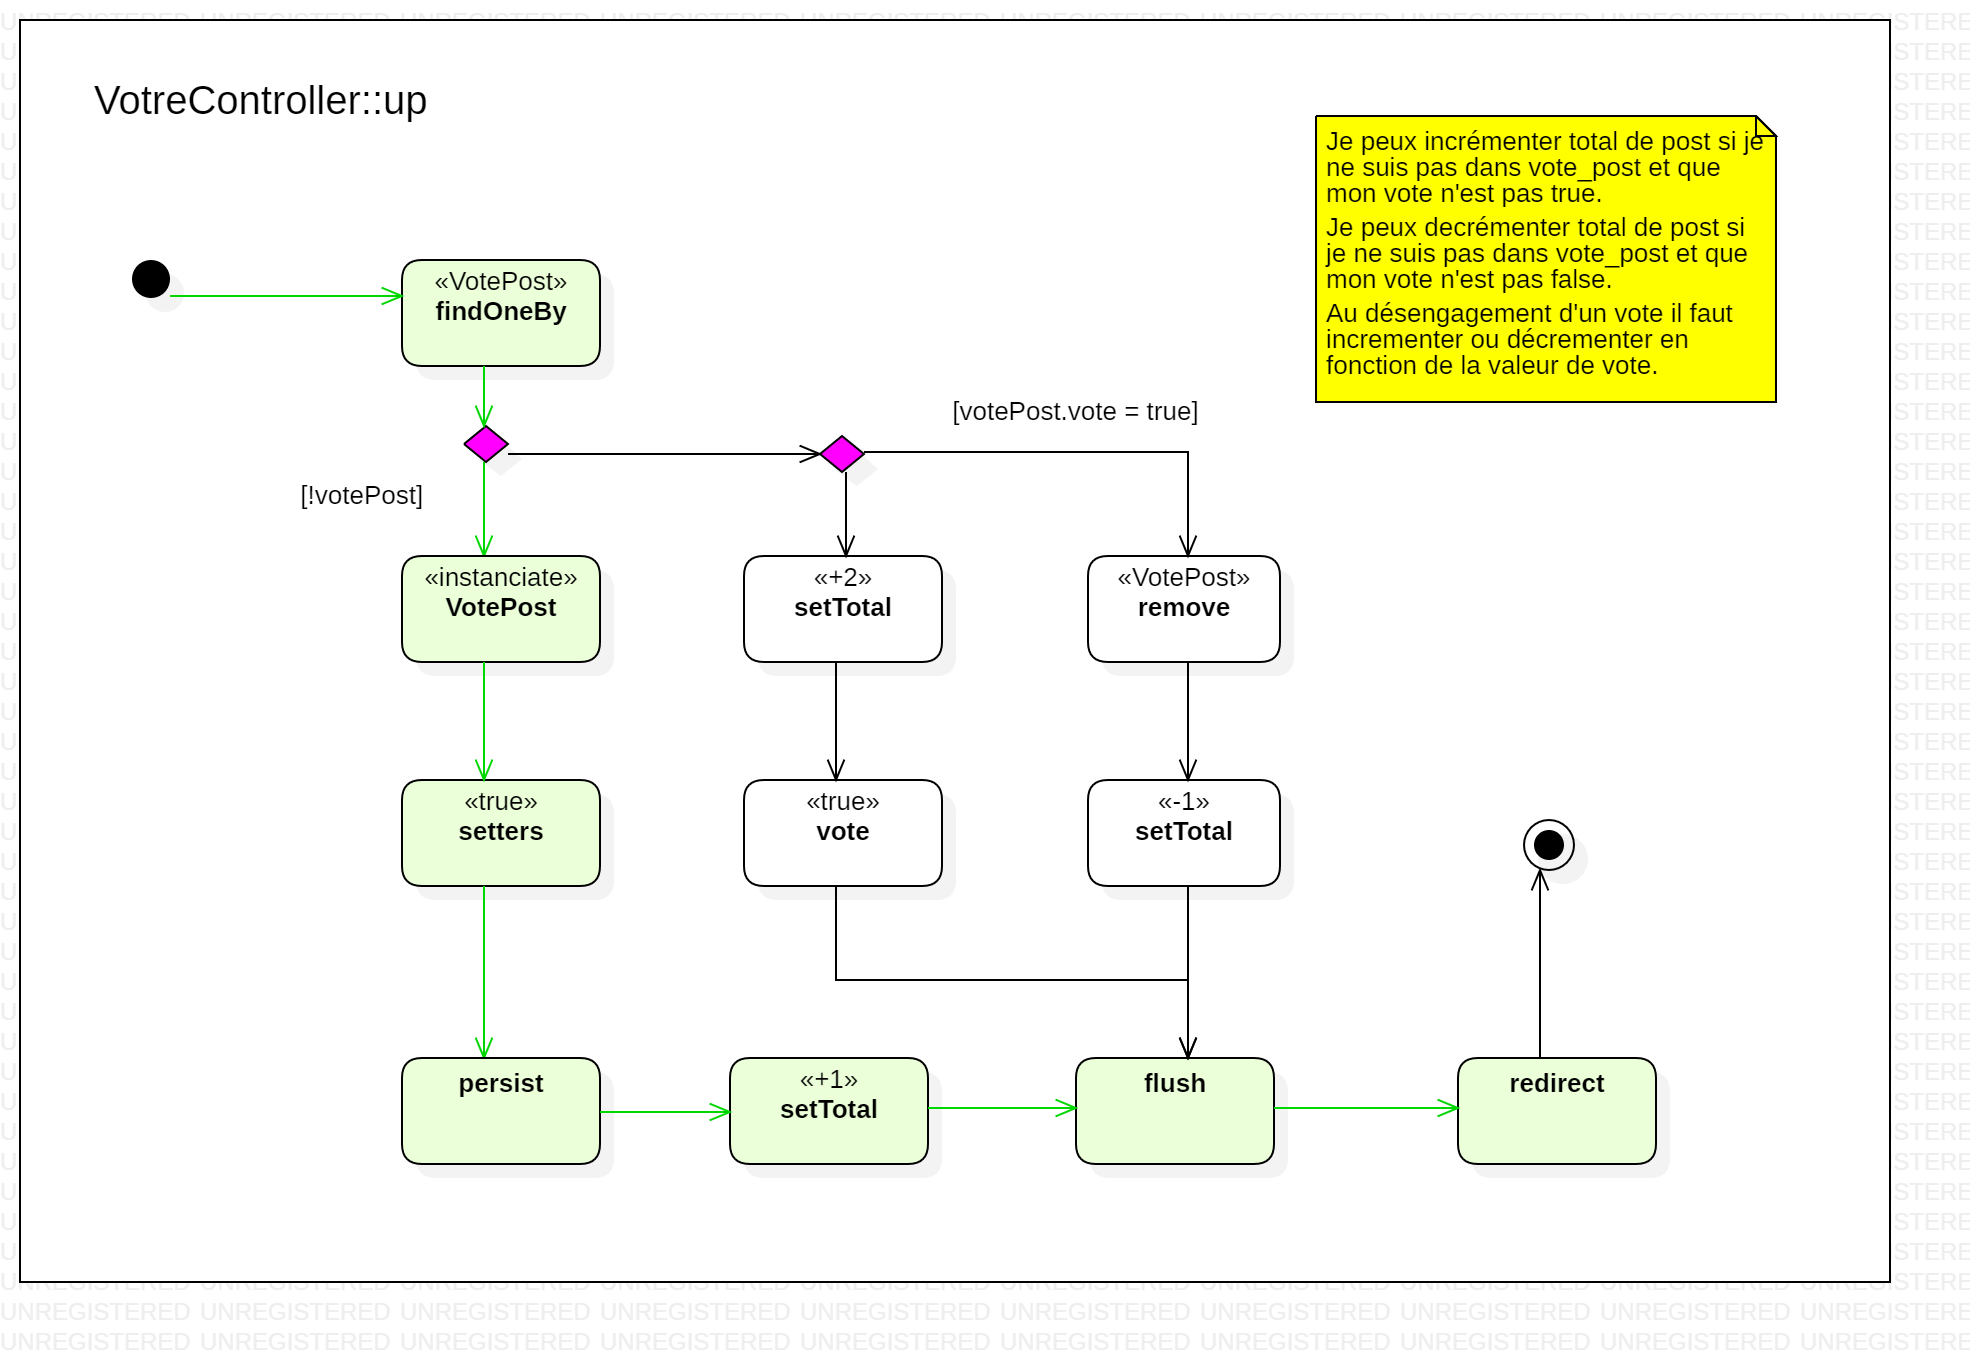 VotreController::up
Je peux incrémenter total de post si je
ne suis pas dans vote_post et que
mon vote n'est pas true.
Je peux decrémenter total de post si
je ne suis pas dans vote_post et que
mon vote n'est pas false.
Au désengagement d'un vote il faut
incrementer ou décrementer en
fonction de la valeur de vote.
«VotePost»
findOneBy
[votePost.vote = true]
[!votePost]
«instanciate»
VotePost
«+2»
setTotal
«VotePost»
remove
«true»
setters
«true»
vote
«-1»
setTotal
persist
«+1»
setTotal
flush
redirect
UNREGISTERED UNREGISTERED UNREGISTERED UNREGISTERED UNREGISTERED UNREGISTERED UNREGISTERED UNREGISTERED UNREGISTERED UNREGISTERE
UNREGISTERED UNREGISTERED UNREGISTERED UNREGISTERED UNREGISTERED UNREGISTERED UNREGISTERED UNREGISTERED UNREGISTERED UNREGISTERE